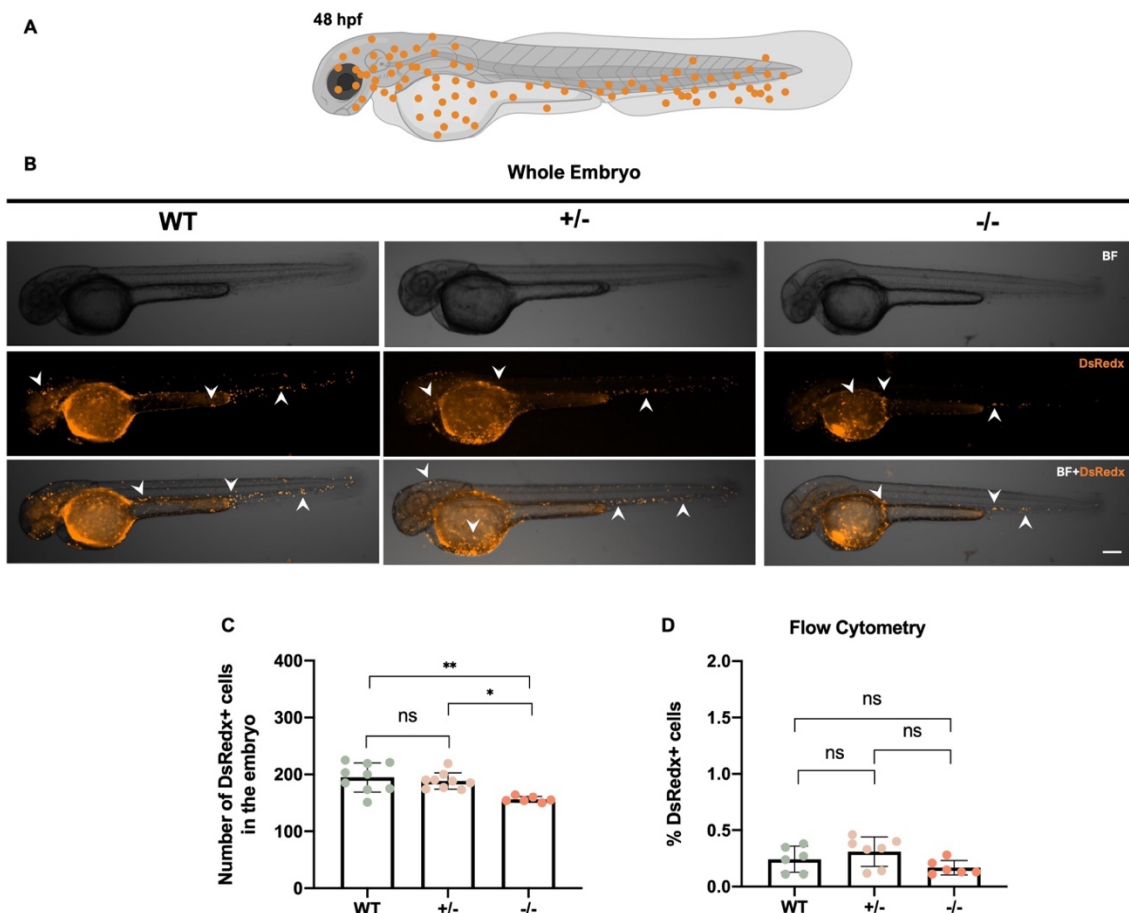 A
48 hpf
B
Whole Embryo
WT
+/-
-/-
BF
DsRedx
BF+DsRedx
C
Number of DsRedx+ cells
in the embryo
400
300
200
100
0
**
*
ns
WT
+/-
-/-
D
Flow Cytometry
% DsRedx+ cells
2.0
1.5
1.0
0.5
0.0
ns
ns
ns
WT
+/-
-/-